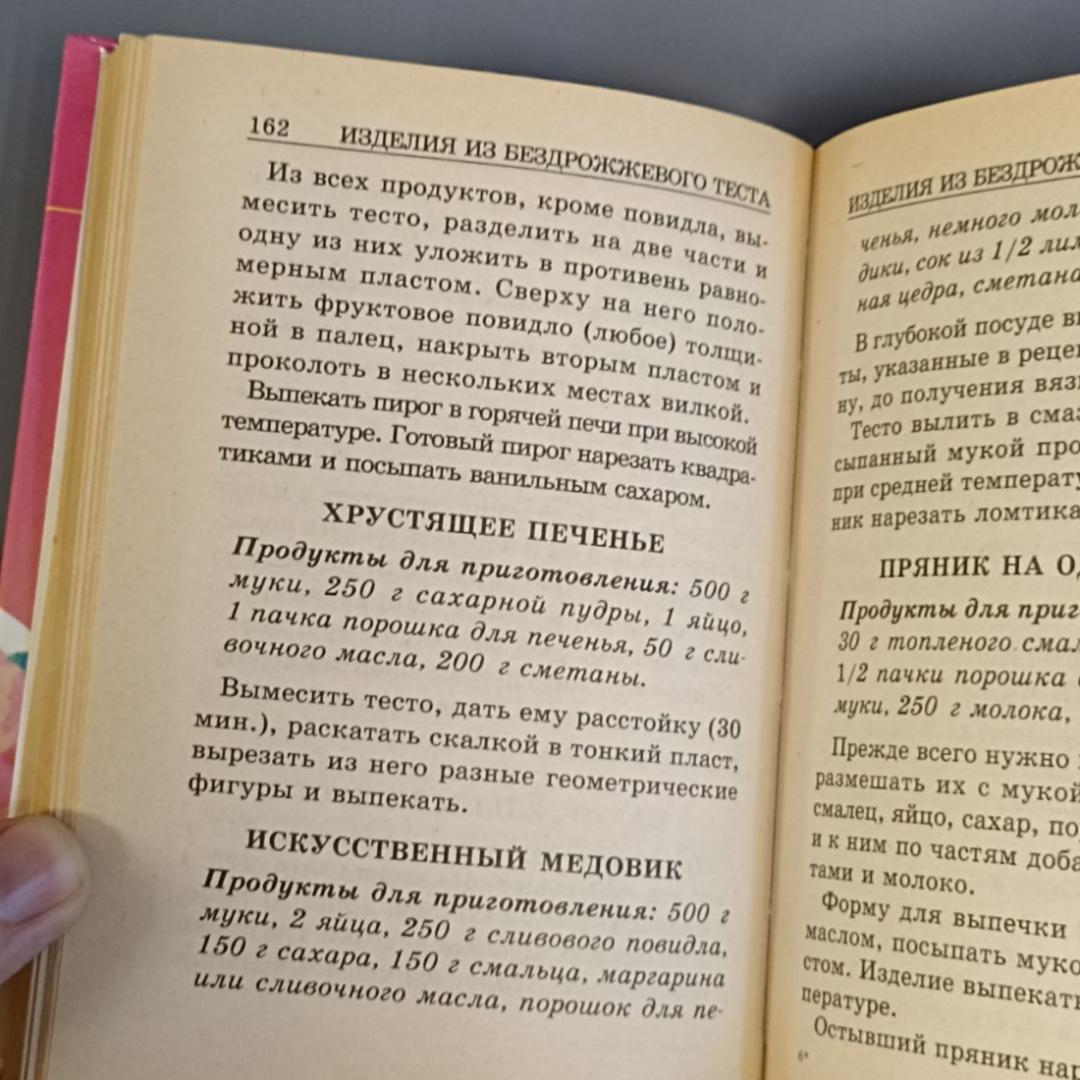 162 ИЗДЕЛИЯ ИЗ БЕЗДРОЖЖЕВОГО ТЕСТА
Из всех продуктов, кроме повидла, вы-
месить тесто, разделить на две части и
одну из них уложить в противень равно-
мерным пластом. Сверху на него поло-
жить фруктовое повидло (любое) толщи-
ной в палец, накрыть вторым пластом и
проколоть в нескольких местах вилкой.
Выпекать пирог в горячей печи при высокой
температуре. Готовый пирог нарезать квадра-
тиками и посыпать ванильным сахаром.
ХРУСТЯЩЕЕ ПЕЧЕНЬЕ
Продукты для приготовления: 500 г
муки, 250 г сахарной пудры, 1 яйцо,
1 пачка порошка для печенья, 50 г сли-
вочного масла, 200 г сметаны.
Вымесить тесто, дать ему расстойку (30
мин.), раскатать скалкой в тонкий пласт,
вырезать из него разные геометрические
фигуры и выпекать.
ИСКУССТВЕННЫЙ МЕДОВИК
Продукты для приготовления: 500 г
муки, 2 яйца, 250 г сливового повидла,
150 г сахара, 150 г смальца, маргарина
или сливочного масла, порошок для пе-
ИЗДЕЛИЯ ИЗ БЕЗДРОЖ
ченья, немного мол
дики, сок из 1/2 лим
ная цедра, сметана
В глубокой посуде вы
ты, указанные в рецеп
ну, до получения вязк
Тесто вылить в смаз
сыпанный мукой про
при средней температу
ник нарезать ломтика
ПРЯНИК НА ОД
Продукты для приг
30 г топленого смал
1/2 пачки порошка
муки, 250 г молока,
Прежде всего нужно
размешать их с мукой
смалец, яйцо, сахар, по
и к ним по частям доба
тами и молоко.
Форму для выпечки
маслом, посыпать муко
стом. Изделие выпекать
пературе.
Остывший пряник нар
6*